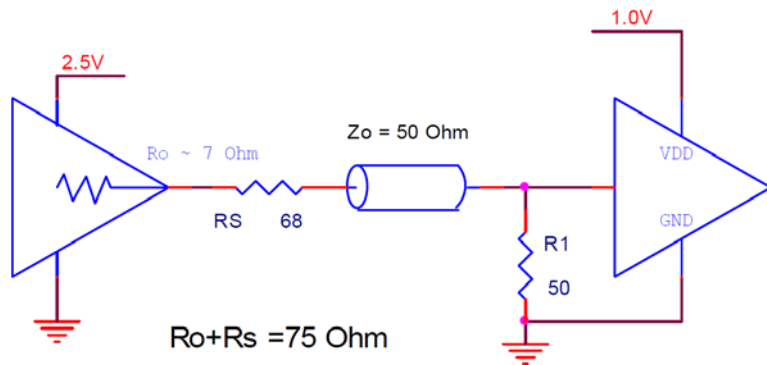 2.5V
1.0V
Ro ~ 7 Ohm
Zo = 50 Ohm
VDD
RS 68
GND
R1
50
Ro+Rs =75 Ohm